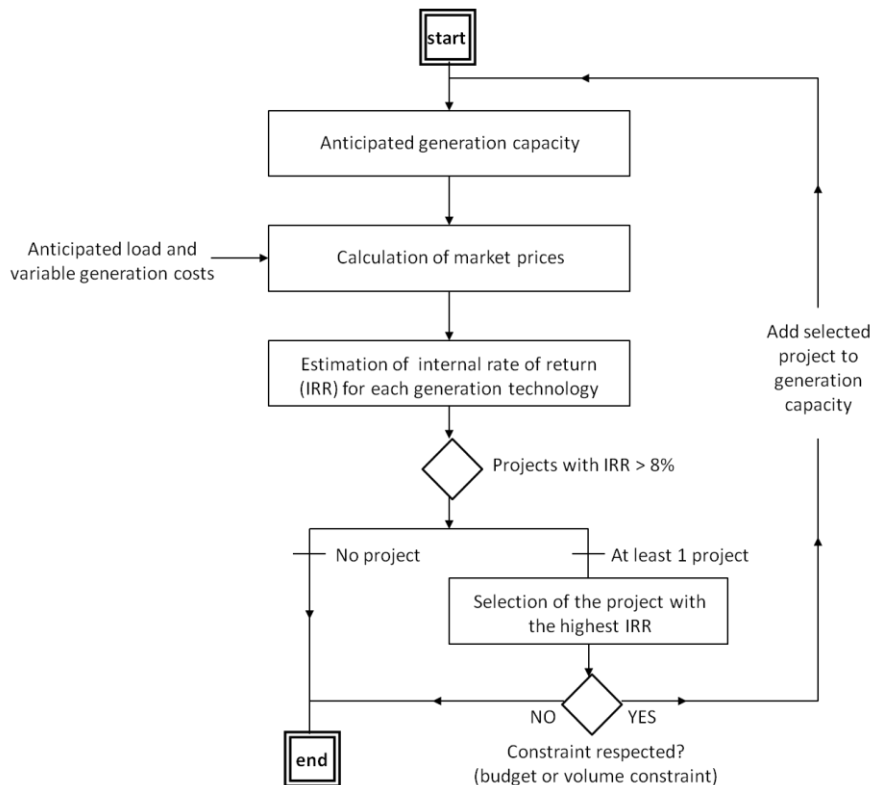 start
Anticipated generation capacity
Anticipated load and
variable generation costs
Calculation of market prices
Estimation of internal rate of return
(IRR) for each generation technology
Add selected
project to
generation
capacity
Projects with IRR > 8%
No project
At least 1 project
Selection of the project with
the highest IRR
NO
YES
end
Constraint respected?
(budget or volume constraint)